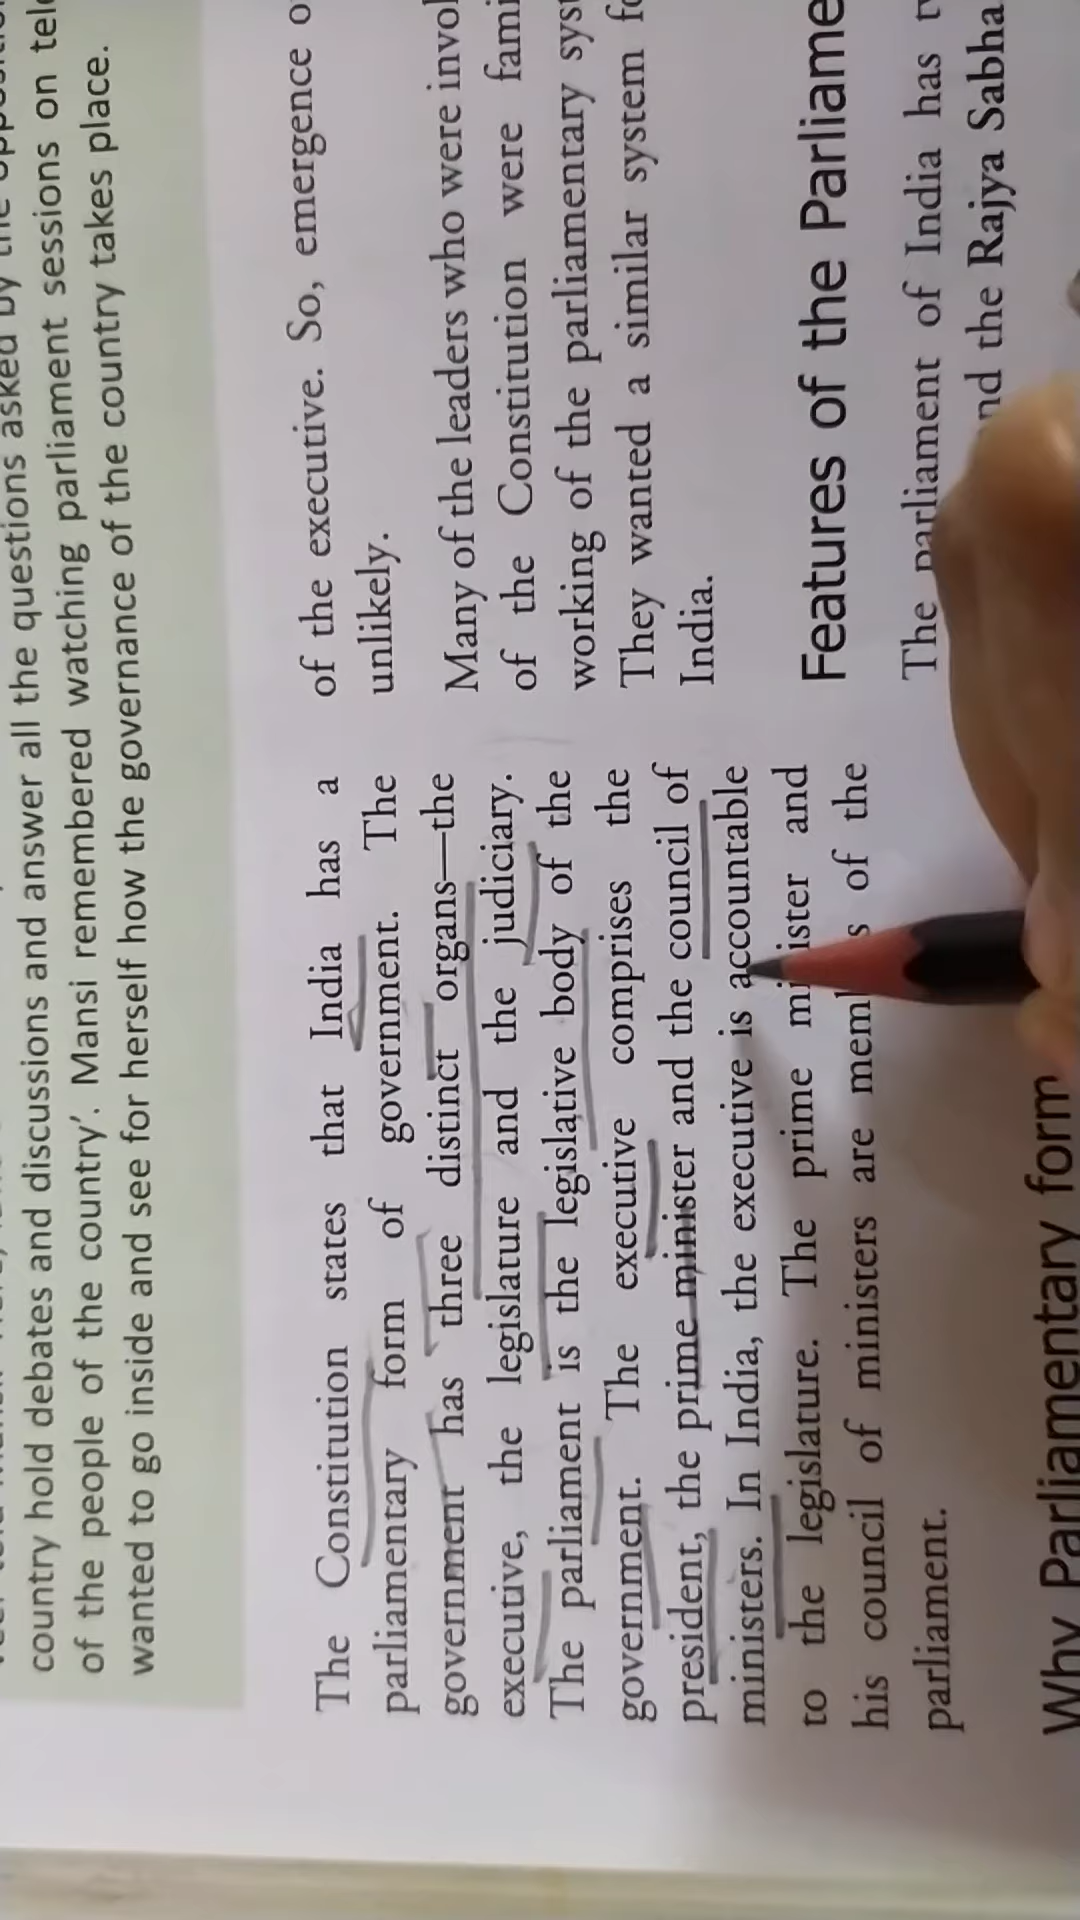 country hold debates and discussions and answer all the questions asked by the
of the people of the country'. Mansi remembered watching parliament sessions on
wanted to go inside and see for herself how the governance of the country takes place.
The Constitution states that India has a
parliamentary form of government. The
government has three distinct organs—the
executive, the legislature and the judiciary.
The parliament is the legislative body of the
government. The executive comprises the
president, the prime minister and the council of
ministers. In India, the executive is accountable
to the legislature. The prime minister and
his council of ministers are of the
parliament.
Why Parliamentary form
of the executive. So, emergence
unlikely.
Many of the leaders who were
of the Constitution were
working of the parliamentary
They wanted a similar system
India.
Features of the
The parliament of India has
the Rajya Sabha